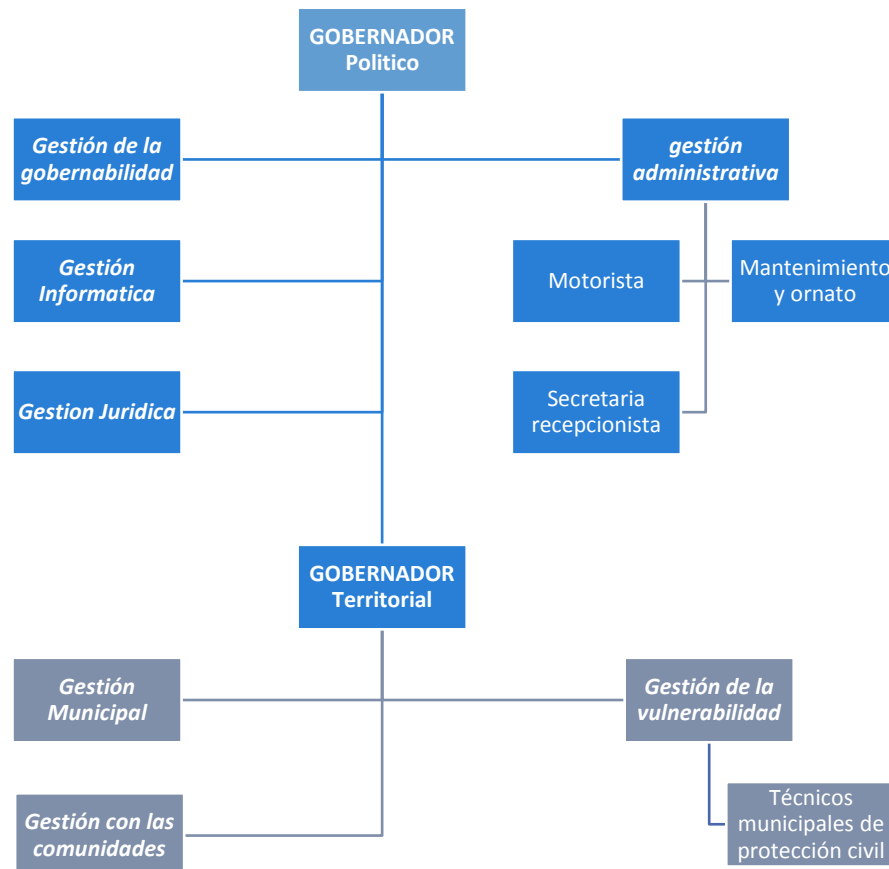 GOBERNADOR
Politico
Gestión de la
gobernabilidad
gestión
administrativa
Gestión
Informatica
Motorista
Mantenimiento
y ornato
Gestion Juridica
Secretaria
recepcionista
GOBERNADOR
Territorial
Gestión
Municipal
Gestión de la
vulnerabilidad
Gestión con las
comunidades
Técnicos
municipales de
protección civil